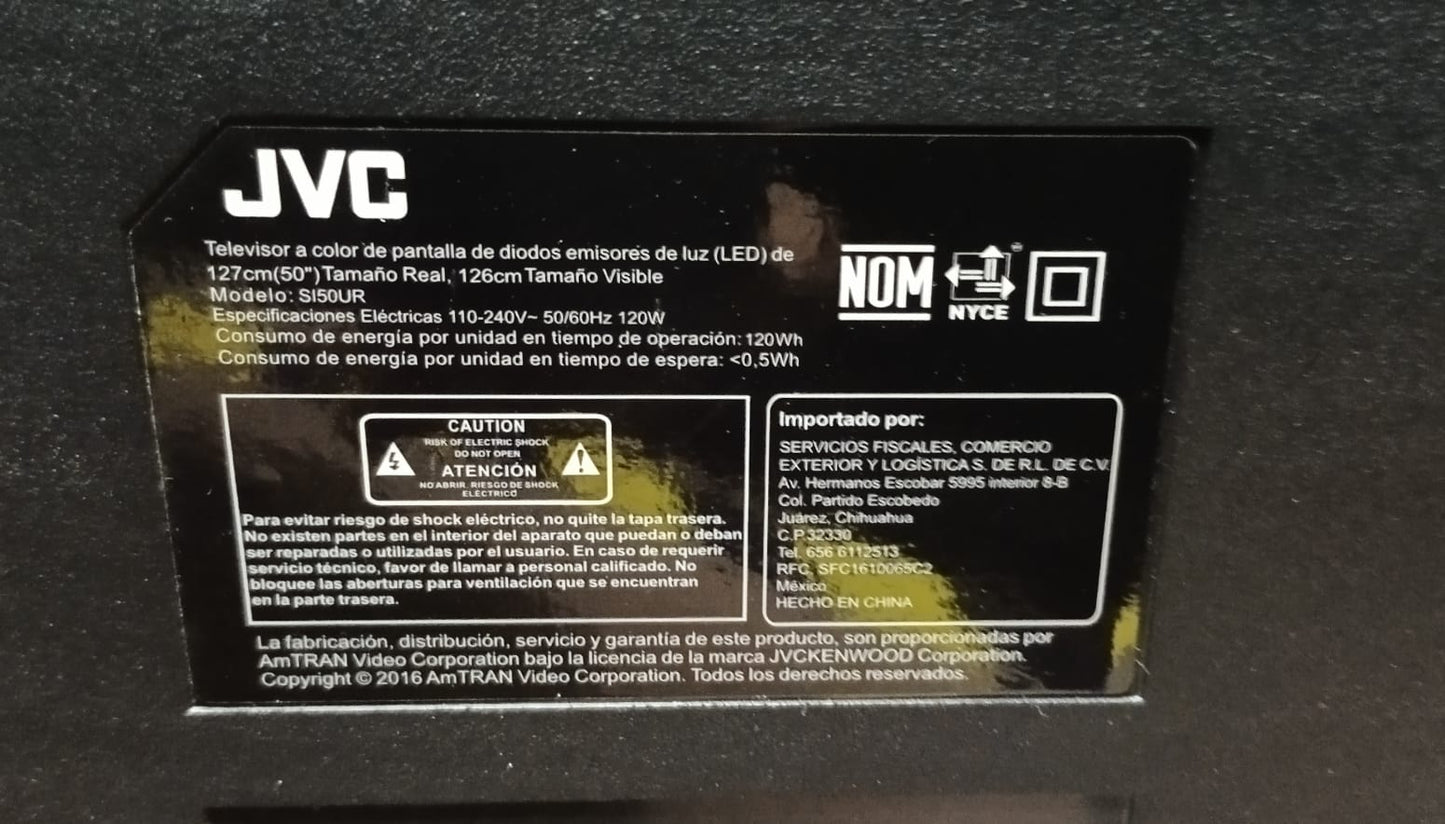 JVC
Televisor a color de pantalla de diodos emisores de luz (LED) de
127cm(50") Tamaño Real, 126cm Tamaño Visible
Modelo: SI50UR
Especificaciones Eléctricas 110-240V~ 50/60Hz 120W
Consumo de energía por unidad en tiempo de operación: 120Wh
Consumo de energía por unidad en tiempo de espera: <0,5Wh
NOM
NYCE
CAUTION
RISK OF ELECTRIC SHOCK
DO NOT OPEN
ATENCIÓN
NO ABRIR, RIESGO DE SHOCK
ELÉCTRICO
Para evitar riesgo de shock eléctrico, no quite la tapa trasera.
No existen partes en el interior del aparato que puedan o deban
ser reparadas o utilizadas por el usuario. En caso de requerir
servicio técnico, favor de llamar a personal calificado. No
bloquee las aberturas para ventilación que se encuentran
en la parte trasera.
Importado por:
SERVICIOS FISCALES, COMERCIO
EXTERIOR Y LOGÍSTICA S. DE R.L. DE C.V.
Av. Hermanos Escobar 5995 interior 8-B
Col. Partido Escobedo
Juárez, Chihuahua
C.P.32330
Tel. 656 6112513
RFC. SFC1610065C2
México
HECHO EN CHINA
La fabricación, distribución, servicio y garantía de este producto, son proporcionadas por
AmTRAN Video Corporation bajo la licencia de la marca JVCKENWOOD Corporation.
Copyright © 2016 AmTRAN Video Corporation. Todos los derechos reservados.